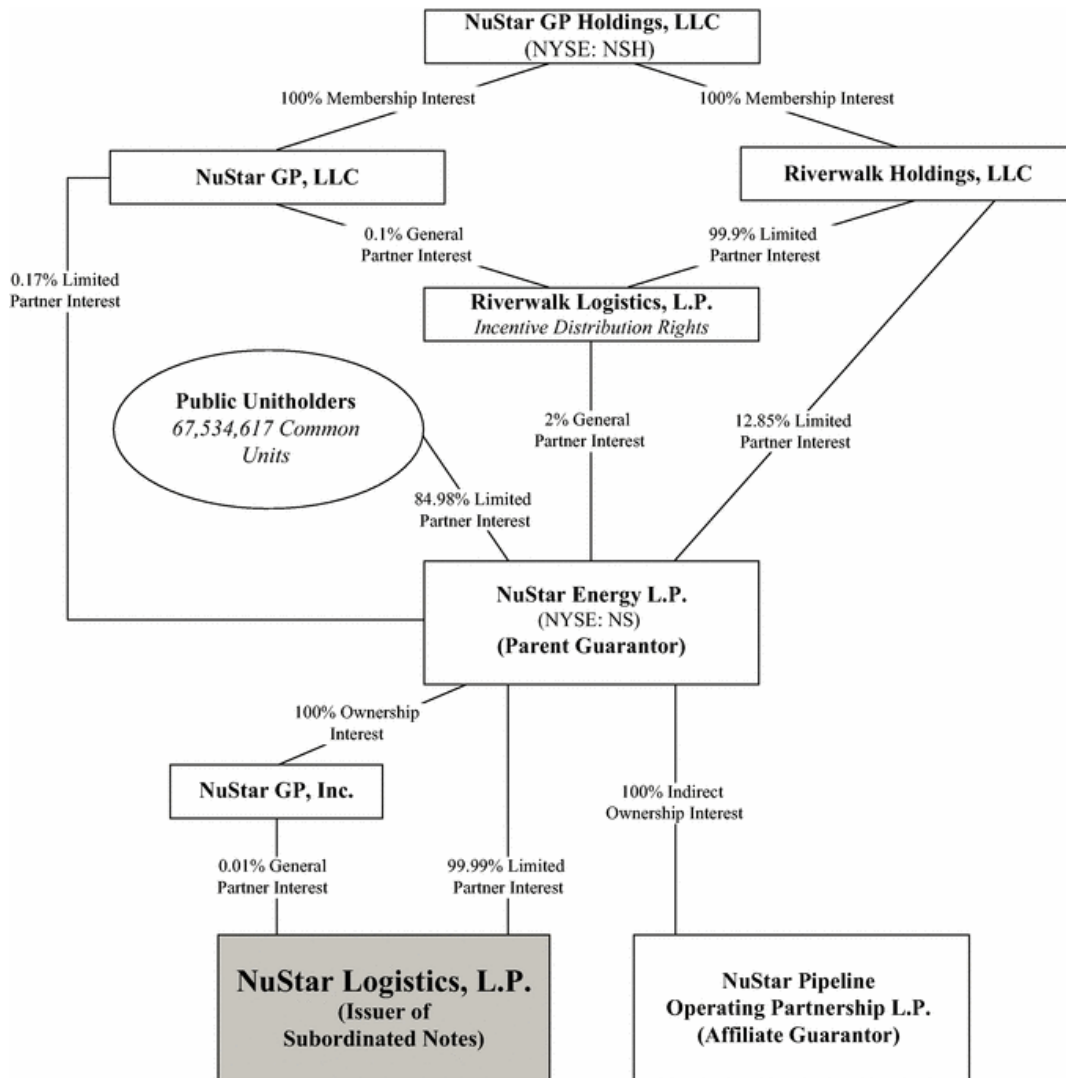 NuStar GP Holdings, LLC
(NYSE: NSH)
100% Membership Interest
100% Membership Interest
NuStar GP, LLC
Riverwalk Holdings, LLC
0.1% General
Partner Interest
99.9% Limited
Partner Interest
0.17% Limited
Partner Interest
Riverwalk Logistics, L.P.
Incentive Distribution Rights
Public Unitholders
67,534,617 Common
Units
2% General
Partner Interest
12.85% Limited
Partner Interest
84.98% Limited
Partner Interest
NuStar Energy L.P.
(NYSE: NS)
(Parent Guarantor)
100% Ownership
Interest
NuStar GP, Inc.
100% Indirect
Ownership Interest
0.01% General
Partner Interest
99.99% Limited
Partner Interest
NuStar Logistics, L.P.
(Issuer of
Subordinated Notes)
NuStar Pipeline
Operating Partnership L.P.
(Affiliate Guarantor)